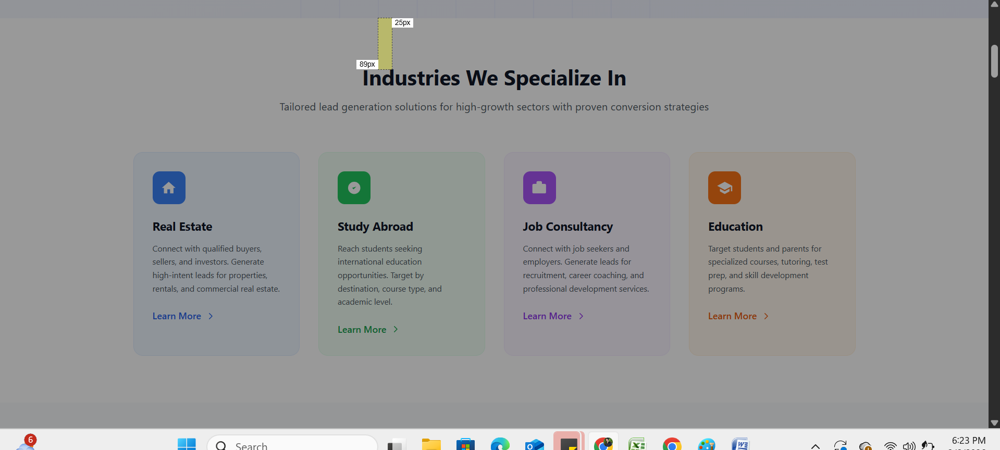 25px
89px
Industries We Specialize In
Tailored lead generation solutions for high-growth sectors with proven conversion strategies
Real Estate
Connect with qualified buyers,
sellers, and investors. Generate
high-intent leads for properties,
rentals, and commercial real estate.
Learn More
Study Abroad
Reach students seeking
international education
opportunities. Target by
destination, course type, and
academic level.
Learn More
Job Consultancy
Connect with job seekers and
employers. Generate leads for
recruitment, career coaching, and
professional development services.
Learn More
Education
Target students and parents for
specialized courses, tutoring, test
prep, and skill development
programs.
Learn More
6
Search
6:23 PM